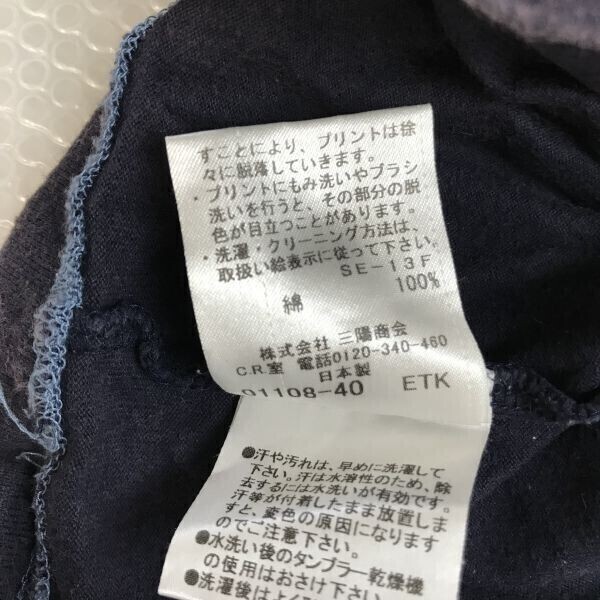 すことにより、プリントは徐
々に脱落していきます。
・プリントにもみ洗いやブラシ
洗いを行うと、その部分の脱
色が目立つことがあります。
・洗濯・クリーニング方法は、
取扱い絵表示に従って下さい。
SE-13F
綿 100%
株式会社 三陽商会
C.R.室 電話0120-340-460
日本製
01108-40 ETK
●汗や汚れは、早めに洗濯して
下さい。汗は水溶性のため、除
去するには水洗いが有効です。
汗等が付着したまま放置しま
すと、変色の原因になります
のでご注意下さい。
●水洗い後のタンブラー乾燥機
の使用はおさけ下さい。
●洗濯後は